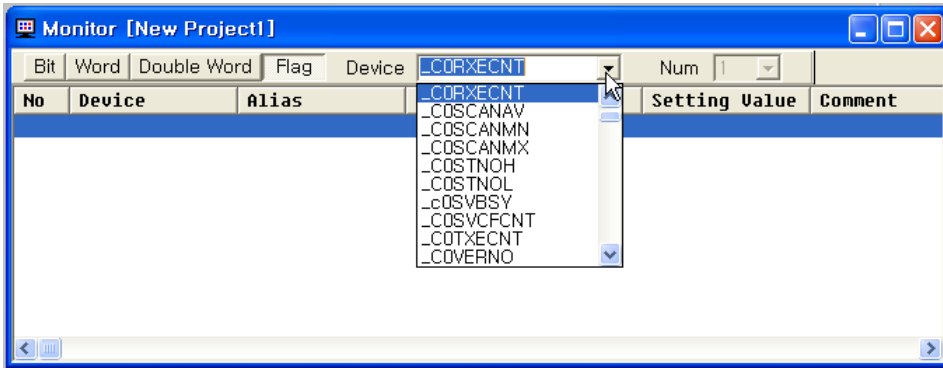 Monitor [New Project1]
Bit Word Double Word Flag Device _C0RXECNT Num 1
No Device Alias Setting Value Comment
_C0RXECNT
_C0SCANAV
_C0SCANMN
_C0SCANMX
_C0STNOH
_C0STNOL
_c0SVBSY
_C0SVCFCNT
_C0TXECNT
_C0VERNO